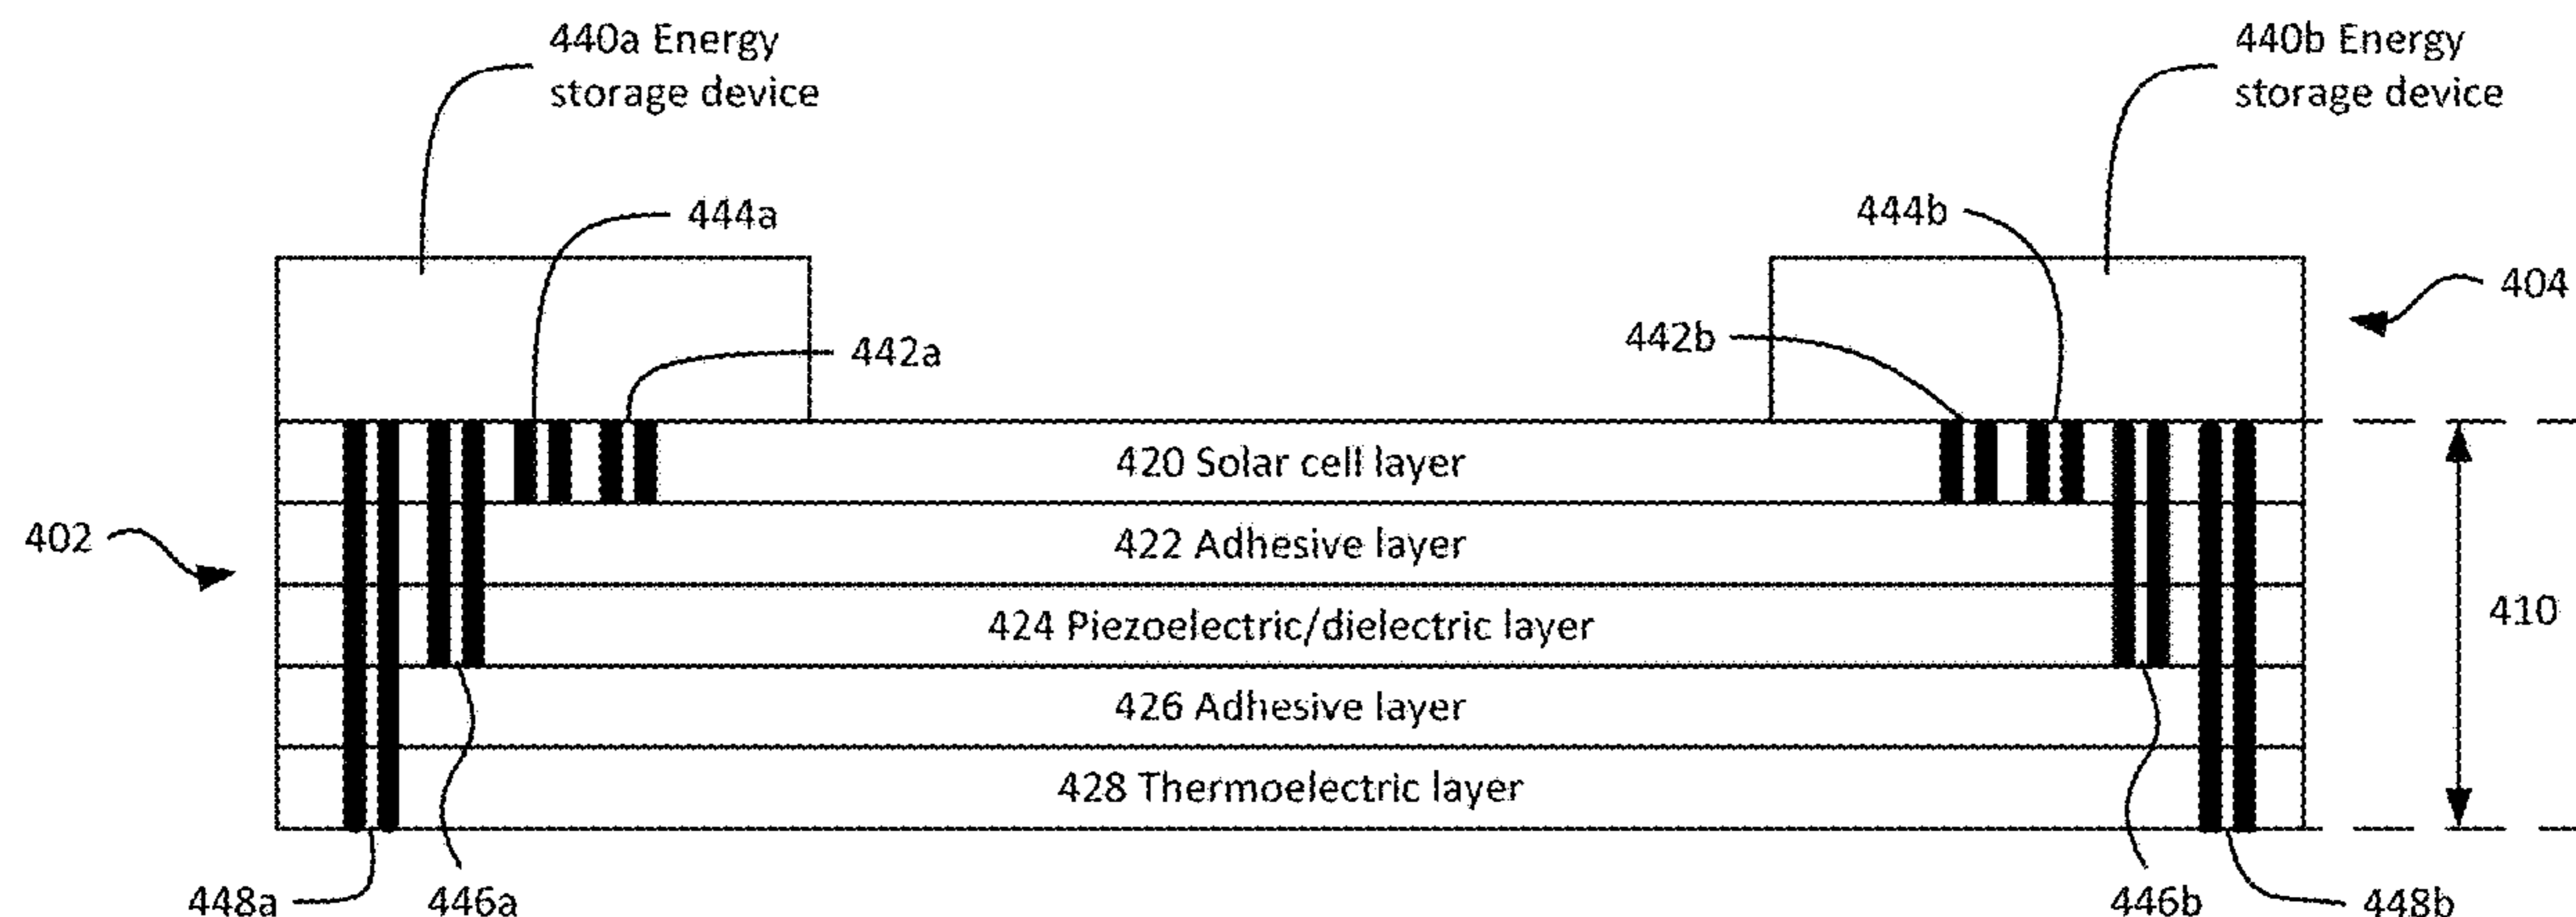 440a Energy
storage device
440b Energy
storage device
444a
444b
404
442a
442b
420 Solar cell layer
402
422 Adhesive layer
424 Piezoelectric/dielectric layer
410
426 Adhesive layer
428 Thermoelectric layer
448a
446a
446b
448b